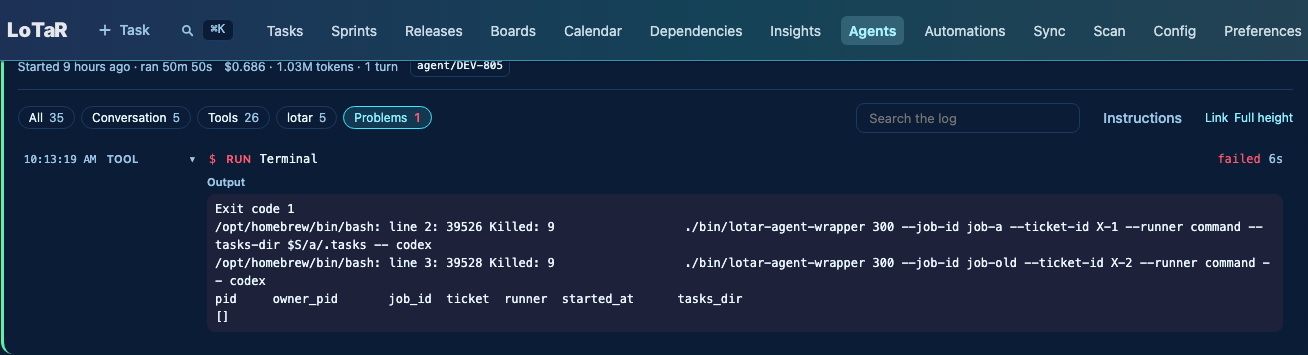 LoTaR + Task ⌘K Tasks Sprints Releases Boards Calendar Dependencies Insights Agents Automations Sync Scan Config Preferences
Started 9 hours ago · ran 50m 50s $0.686 · 1.03M tokens · 1 turn agent/DEV-805
All 35 Conversation 5 Tools 26 lotar 5 Problems 1 Search the log Instructions Link Full height
10:13:19 AM TOOL ▾ $ RUN Terminal failed 6s
Output
Exit code 1
/opt/homebrew/bin/bash: line 2: 39526 Killed: 9 ./bin/lotar-agent-wrapper 300 --job-id job-a --ticket-id X-1 --runner command --
tasks-dir $S/a/.tasks -- codex
/opt/homebrew/bin/bash: line 3: 39528 Killed: 9 ./bin/lotar-agent-wrapper 300 --job-id job-old --ticket-id X-2 --runner command -
- codex
pid owner_pid job_id ticket runner started_at tasks_dir
[]